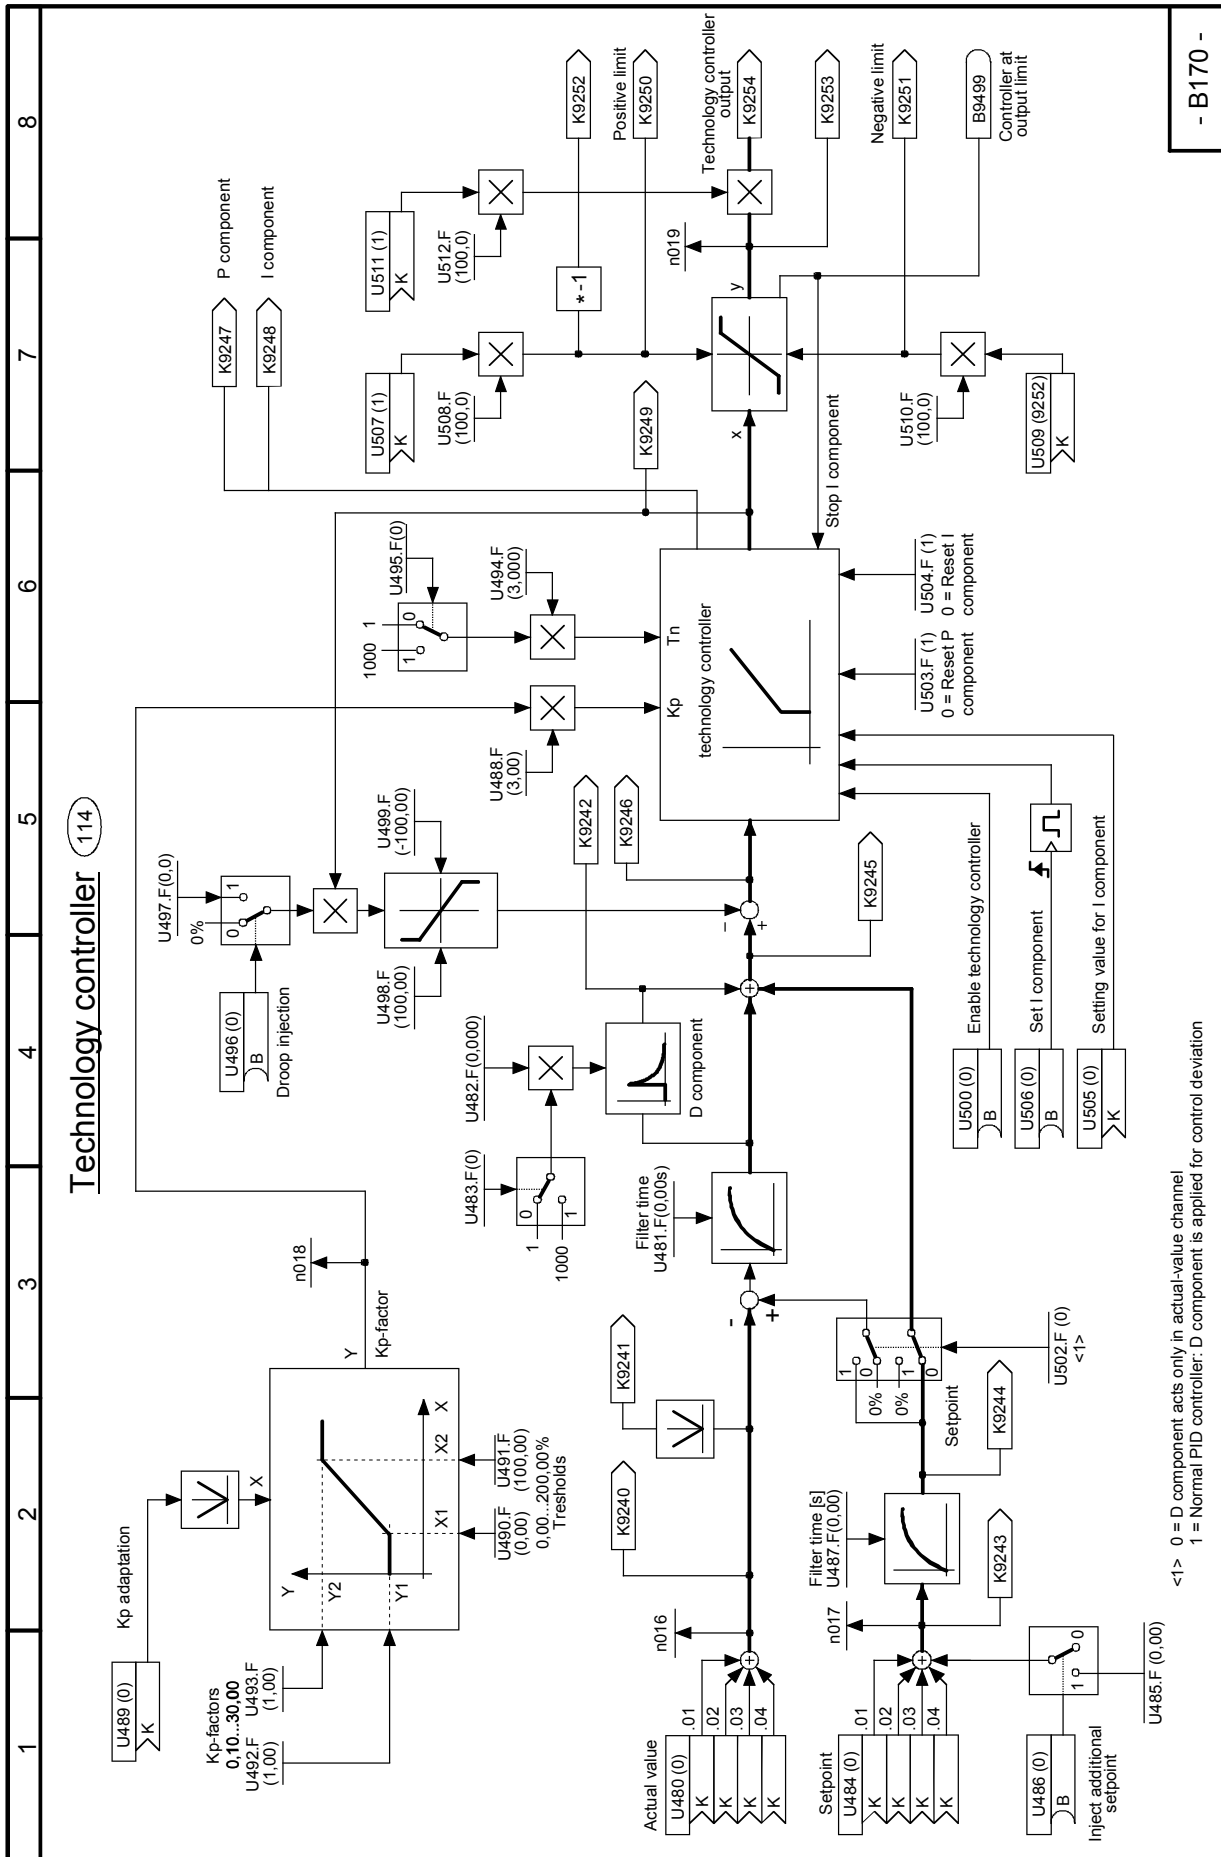 1 2 3 4 5 6 7 8
Technology controller 114
- B170 -
U489 (0)
K
Kp adaptation
X
Kp-factors
0,10...30,00
U492.F
(1,00)
U493.F
(1,00)
Y
Y2
Y1
X1
X2
X
U490.F
(0,00)
U491.F
(100,00)
0,00...200,00%
Tresholds
Y
Kp-factor
n018
U496 (0)
B
Droop injection
U497.F(0,0)
0%
0
1
U498.F
(100,00)
U499.F
(-100,00)
U483.F(0)
0
1
1
1000
U482.F(0,000)
D component
K9242
K9246
U488.F
(3,00)
1000
1
1
0
U495.F(0)
U494.F
(3,000)
Kp
Tn
technology controller
K9247
P component
K9248
I component
K9249
U507 (1)
K
U508.F
(100,0)
U511 (1)
K
U512.F
(100,0)
*-1
K9252
Positive limit
K9250
Technology controller
output
K9254
K9253
Negative limit
K9251
B9499
Controller at
output limit
n019
x
y
Stop I component
U510.F
(100,0)
U509 (9252)
K
Actual value
U480 (0)
K .01
K .02
K .03
K .04
+
n016
K9240
K9241
-
+
Filter time
U481.F(0,00s)
+
-
+
K9245
Setpoint
U484 (0)
K .01
K .02
K .03
K .04
+
n017
K9243
Filter time [s]
U487.F(0,00)
K9244
Setpoint
1
0
0%
0%
1
0
U502.F (0)
<1>
U486 (0)
B
Inject additional
setpoint
1
0
U485.F (0,00)
U500 (0)
B
Enable technology controller
U506 (0)
B
Set I component
U505 (0)
K
Setting value for I component
U503.F (1)
0 = Reset P
component
U504.F (1)
0 = Reset I
component
<1> 0 = D component acts only in actual-value channel
1 = Normal PID controller: D component is applied for control deviation